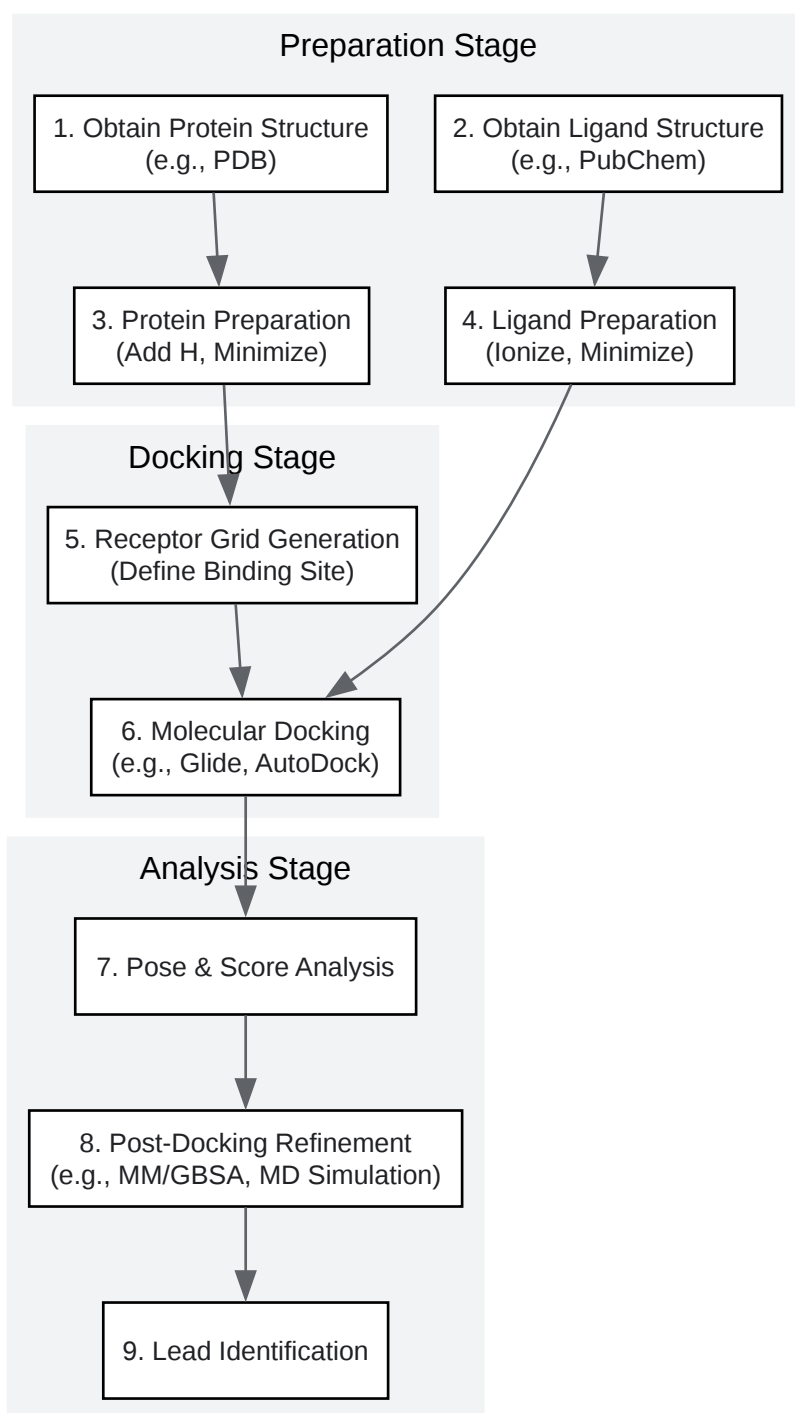 Preparation Stage
1. Obtain Protein Structure
(e.g., PDB)
2. Obtain Ligand Structure
(e.g., PubChem)
3. Protein Preparation
(Add H, Minimize)
4. Ligand Preparation
(Ionize, Minimize)
Docking Stage
5. Receptor Grid Generation
(Define Binding Site)
6. Molecular Docking
(e.g., Glide, AutoDock)
Analysis Stage
7. Pose & Score Analysis
8. Post-Docking Refinement
(e.g., MM/GBSA, MD Simulation)
9. Lead Identification